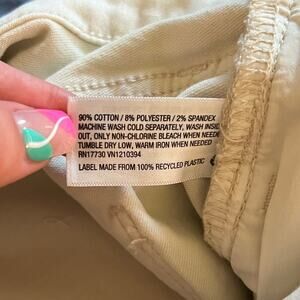 90% COTTON / 8% POLYESTER / 2% SPANDEX
MACHINE WASH COLD SEPARATELY, WASH INSIDE
OUT, ONLY NON-CHLORINE BLEACH WHEN NEEDED
TUMBLE DRY LOW, WARM IRON WHEN NEEDED
RN17730 VN1210394
LABEL MADE FROM 100% RECYCLED PLASTIC